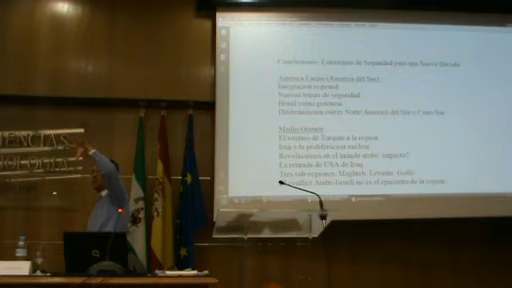 CIENCIAS
Conclusiones: Estrategias de Seguridad para una Nueva Década
América Latina (América del Sur):
Integración regional
Nuevos temas de seguridad
Brasil como potencia
Diferenciación entre Norte América del Sur y Cono Sur
Medio Oriente
El retorno de Turquía a la región
Irán y la proliferación nuclear
Revoluciones en el mundo árabe: impacto?
La retirada de USA de Iraq
Tres sub-regiones: Maghreb, Levante, Golfo
Conflicto Árabe-Israelí no es el epicentro de la región